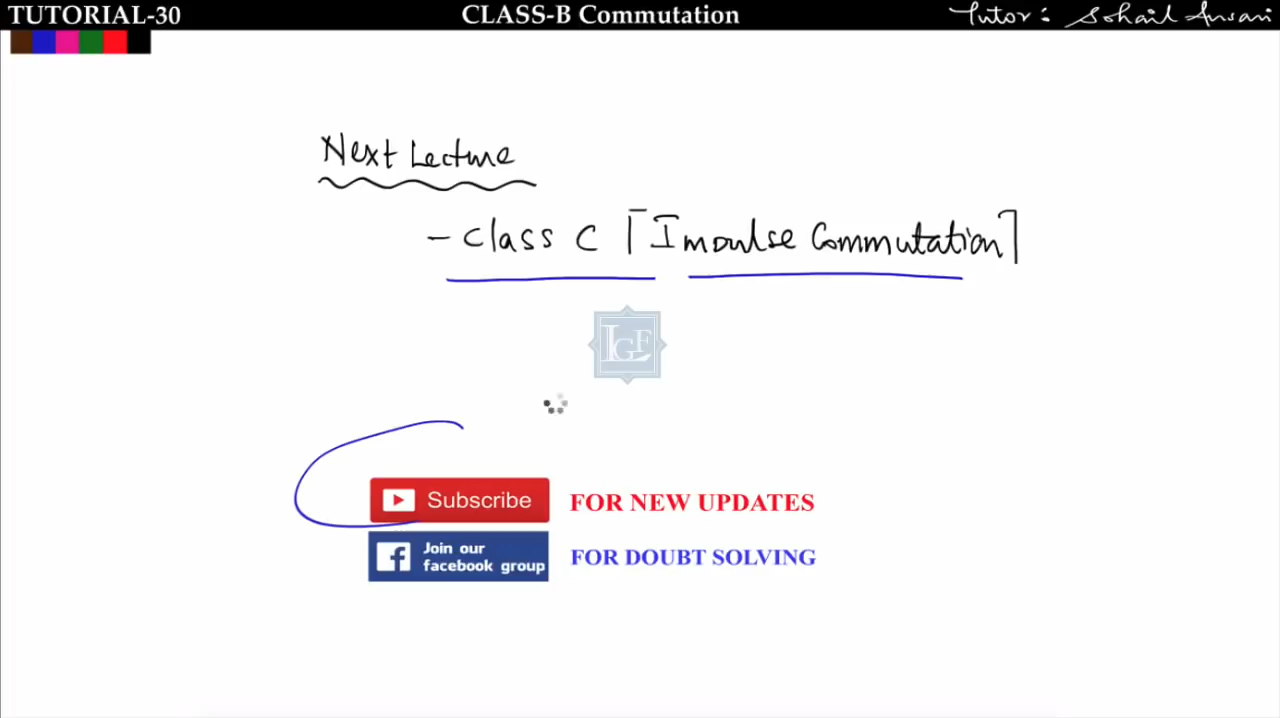 TUTORIAL-30
CLASS-B Commutation
Tutor: Sohail Ansari
Next Lecture
- Class C [Impulse Commutation]
LGF
Subscribe
FOR NEW UPDATES
Join our
facebook group
FOR DOUBT SOLVING